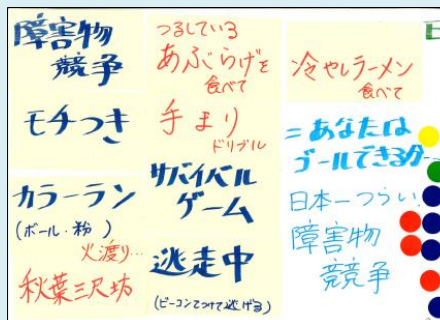 障害物
競争
モチつき
カラーラン
(ボール・粉)
火渡り…
秋葉三尺坊
つるしている
あぶらげを
食べて
手まり
ドリブル
サバイバル
ゲーム
逃走中
(ビーコンつけて逃げる)
冷やしラーメン
食べて
=あなたは
ゴールできるか―
日本一つらい
障害物
競争